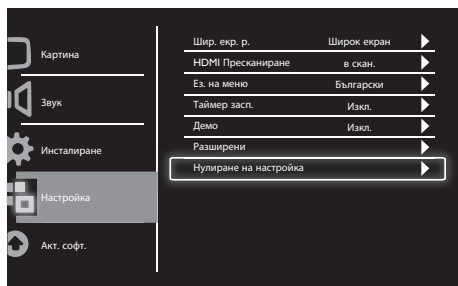 Картина
Звук
Инсталиране
Настройка
Акт. софт.
Шир. екр. р. Широк екран
HDMI Пресканиране в скан.
Ез. на меню Български
Таймер засп. Изкл.
Демо Изкл.
Разширени
Нулиране на настройка